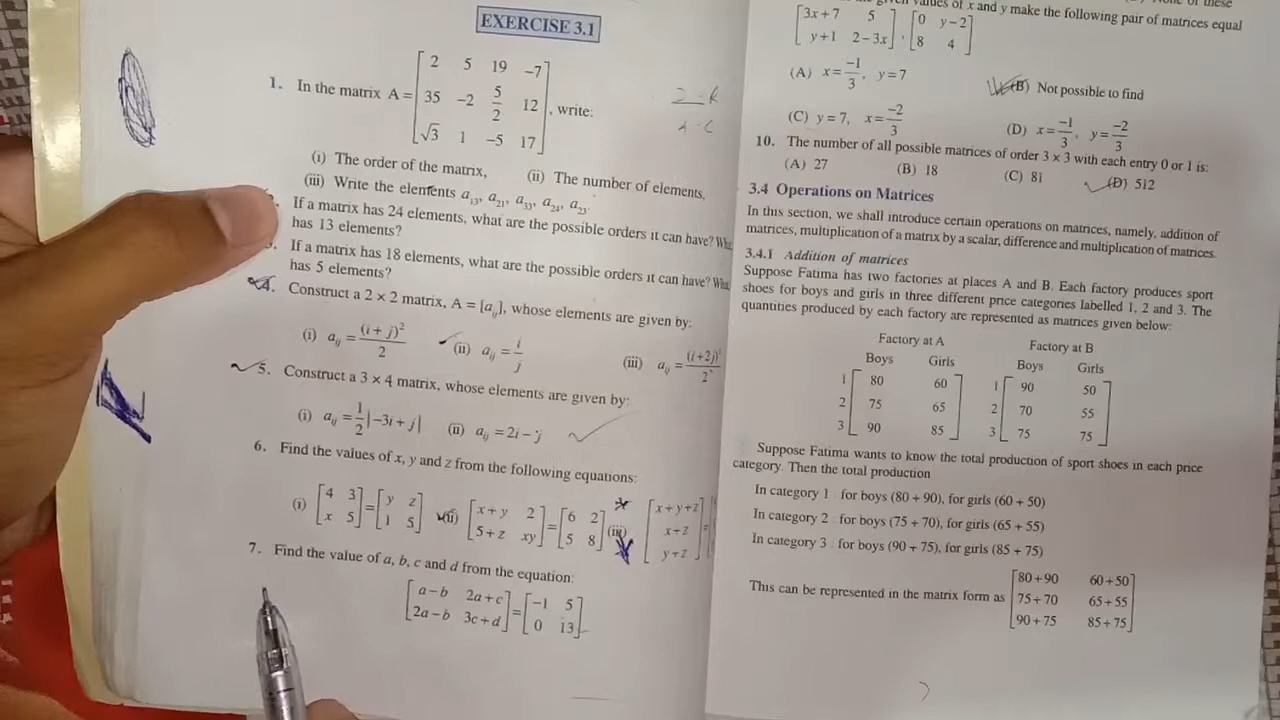 EXERCISE 3.1
1. In the matrix A = [2 5 19 -7; 35 -2 5/2 12; √3 1 -5 17], write:
(i) The order of the matrix, (ii) The number of elements,
(iii) Write the elements a₁₃, a₂₁, a₃₃, a₂₄, a₂₃.
If a matrix has 24 elements, what are the possible orders it can have?
has 13 elements?
If a matrix has 18 elements, what are the possible orders it can have?
has 5 elements?
4. Construct a 2 × 2 matrix, A = [aᵢⱼ], whose elements are given by:
(i) aᵢⱼ = (i + j)²/2 (ii) aᵢⱼ = i/j (iii) aᵢⱼ = (i + 2j)²/2
5. Construct a 3 × 4 matrix, whose elements are given by:
(i) aᵢⱼ = 1/2 |-3i + j| (ii) aᵢⱼ = 2i - j
6. Find the values of x, y and z from the following equations:
(i) [4 3; x 5] = [y z; 1 5] (ii) [x+y 2; 5+z xy] = [6 2; 5 8] (iii) [x+y+z; x+z; y+z] =
7. Find the value of a, b, c and d from the equation:
[a-b 2a+c; 2a-b 3c+d] = [-1 5; 0 13]
values of x and y make the following pair of matrices equal
[3x+7 5; y+1 2-3x], [0 y-2; 8 4]
(A) x = -1/3, y = 7 (B) Not possible to find
(C) y = 7, x = -2/3 (D) x = -1/3, y = -2/3
10. The number of all possible matrices of order 3 × 3 with each entry 0 or 1 is:
(A) 27 (B) 18 (C) 81 (D) 512
3.4 Operations on Matrices
In this section, we shall introduce certain operations on matrices, namely, addition of
matrices, multiplication of a matrix by a scalar, difference and multiplication of matrices.
3.4.1 Addition of matrices
Suppose Fatima has two factories at places A and B. Each factory produces sport
shoes for boys and girls in three different price categories labelled 1, 2 and 3. The
quantities produced by each factory are represented as matrices given below:
Factory at A Factory at B
Boys Girls Boys Girls
1 [80 60] 1 [90 50]
2 [75 65] 2 [70 55]
3 [90 85] 3 [75 75]
Suppose Fatima wants to know the total production of sport shoes in each price
category. Then the total production
In category 1 : for boys (80 + 90), for girls (60 + 50)
In category 2 : for boys (75 + 70), for girls (65 + 55)
In category 3 : for boys (90 + 75), for girls (85 + 75)
This can be represented in the matrix form as [80+90 60+50; 75+70 65+55; 90+75 85+75]